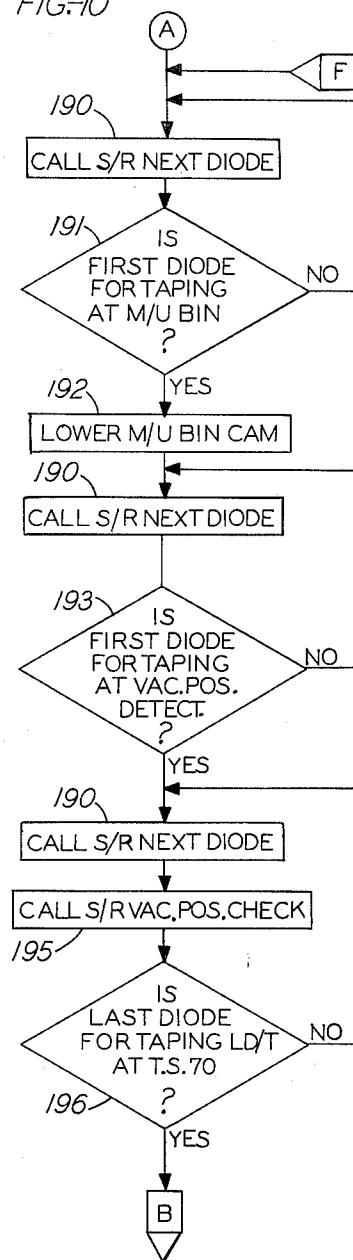 FIG.-10
A
F
190
CALL S/R NEXT DIODE
191
IS
FIRST DIODE
FOR TAPING
AT M/U BIN
?
NO
YES
192
LOWER M/U BIN CAM
190
CALL S/R NEXT DIODE
193
IS
FIRST DIODE
FOR TAPING
AT VAC. POS.
DETECT.
?
NO
YES
190
CALL S/R NEXT DIODE
CALL S/R VAC. POS. CHECK
195
IS
LAST DIODE
FOR TAPING LD/T
AT T.S. 70
?
NO
196
YES
B